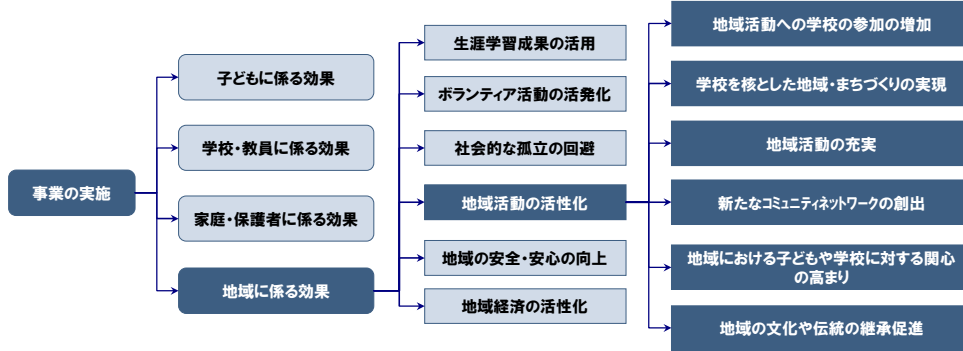 事業の実施
子どもに係る効果
学校・教員に係る効果
家庭・保護者に係る効果
地域に係る効果
生涯学習成果の活用
ボランティア活動の活発化
社会的な孤立の回避
地域活動の活性化
地域の安全・安心の向上
地域経済の活性化
地域活動への学校の参加の増加
学校を核とした地域・まちづくりの実現
地域活動の充実
新たなコミュニティネットワークの創出
地域における子どもや学校に対する関心
の高まり
地域の文化や伝統の継承促進